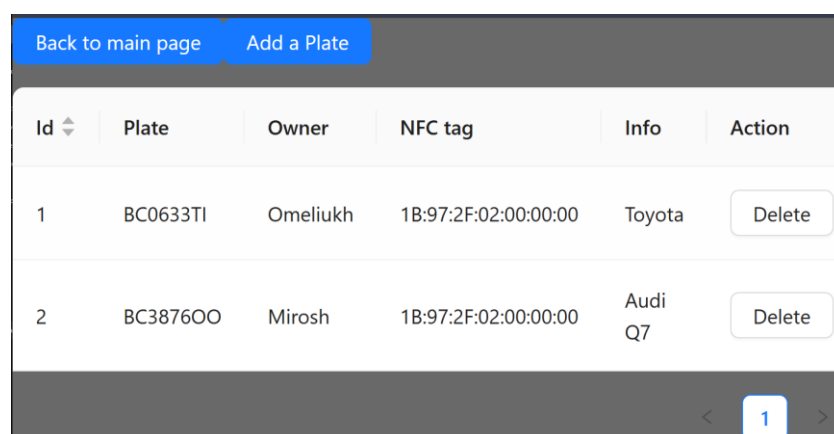 Back to main page Add a Plate
Id Plate Owner NFC tag Info Action
1 BC0633TI Omeliukh 1B:97:2F:02:00:00:00 Toyota Delete
2 BC3876OO Mirosh 1B:97:2F:02:00:00:00 Audi Q7 Delete
< 1 >